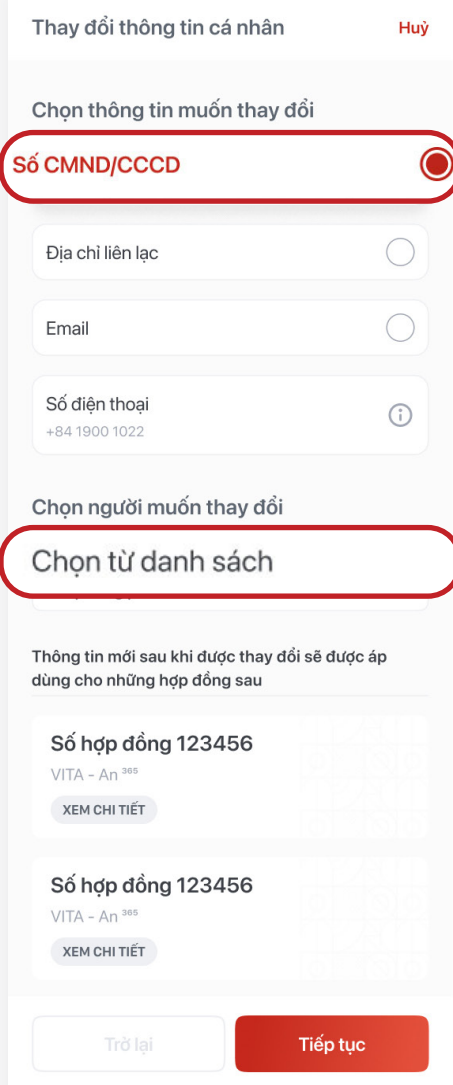 Thay đổi thông tin cá nhân Huỷ
Chọn thông tin muốn thay đổi
Số CMND/CCCD
Địa chỉ liên lạc
Email
Số điện thoại
+84 1900 1022
Chọn người muốn thay đổi
Chọn từ danh sách
Thông tin mới sau khi được thay đổi sẽ được áp
dùng cho những hợp đồng sau
Số hợp đồng 123456
VITA - An 365
XEM CHI TIẾT
Số hợp đồng 123456
VITA - An 365
XEM CHI TIẾT
Trở lại Tiếp tục